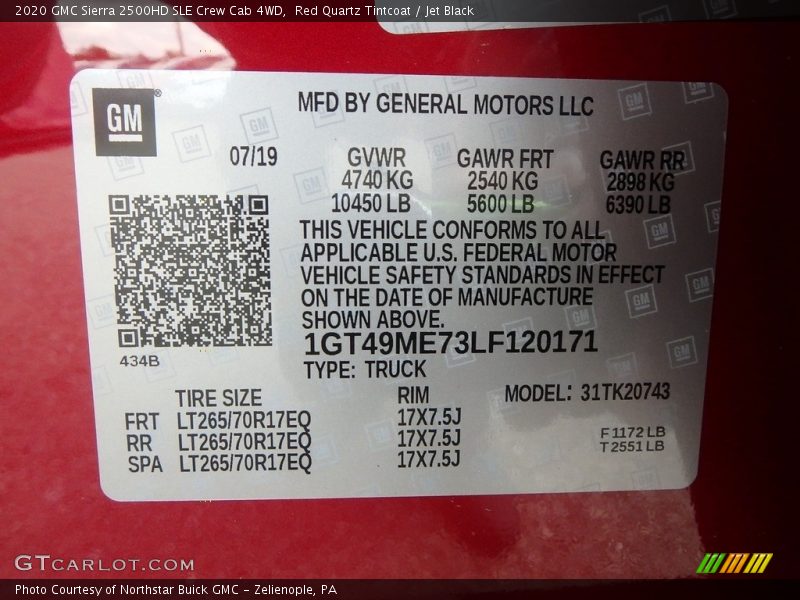 2020 GMC Sierra 2500HD SLE Crew Cab 4WD, Red Quartz Tintcoat / Jet Black
GM®
MFD BY GENERAL MOTORS LLC
07/19
GVWR GAWR FRT GAWR RR
4740 KG 2540 KG 2898 KG
10450 LB 5600 LB 6390 LB
THIS VEHICLE CONFORMS TO ALL
APPLICABLE U.S. FEDERAL MOTOR
VEHICLE SAFETY STANDARDS IN EFFECT
ON THE DATE OF MANUFACTURE
SHOWN ABOVE.
434B
1GT49ME73LF120171
TYPE: TRUCK
TIRE SIZE RIM MODEL: 31TK20743
FRT LT265/70R17EQ 17X7.5J
RR LT265/70R17EQ 17X7.5J
SPA LT265/70R17EQ 17X7.5J
F 1172 LB
T 2551 LB
GTCARLOT.COM
Photo Courtesy of Northstar Buick GMC – Zelienople, PA